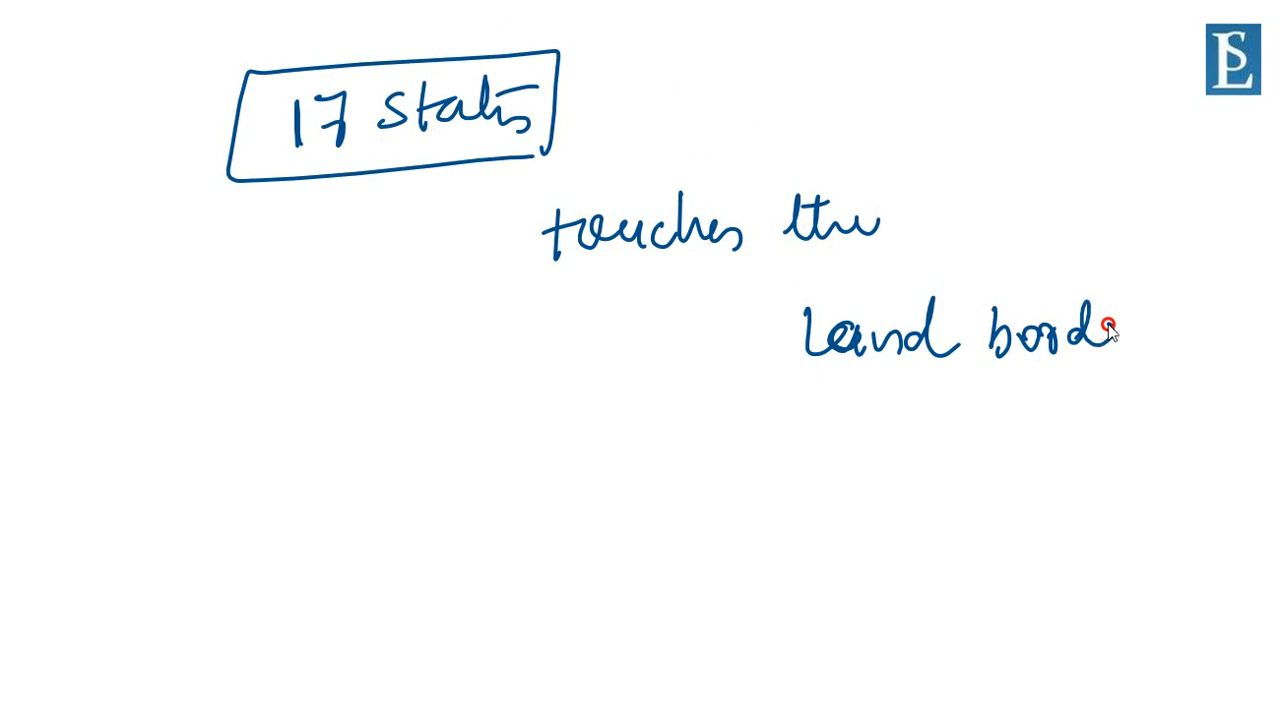 17 States
touches the
land bord